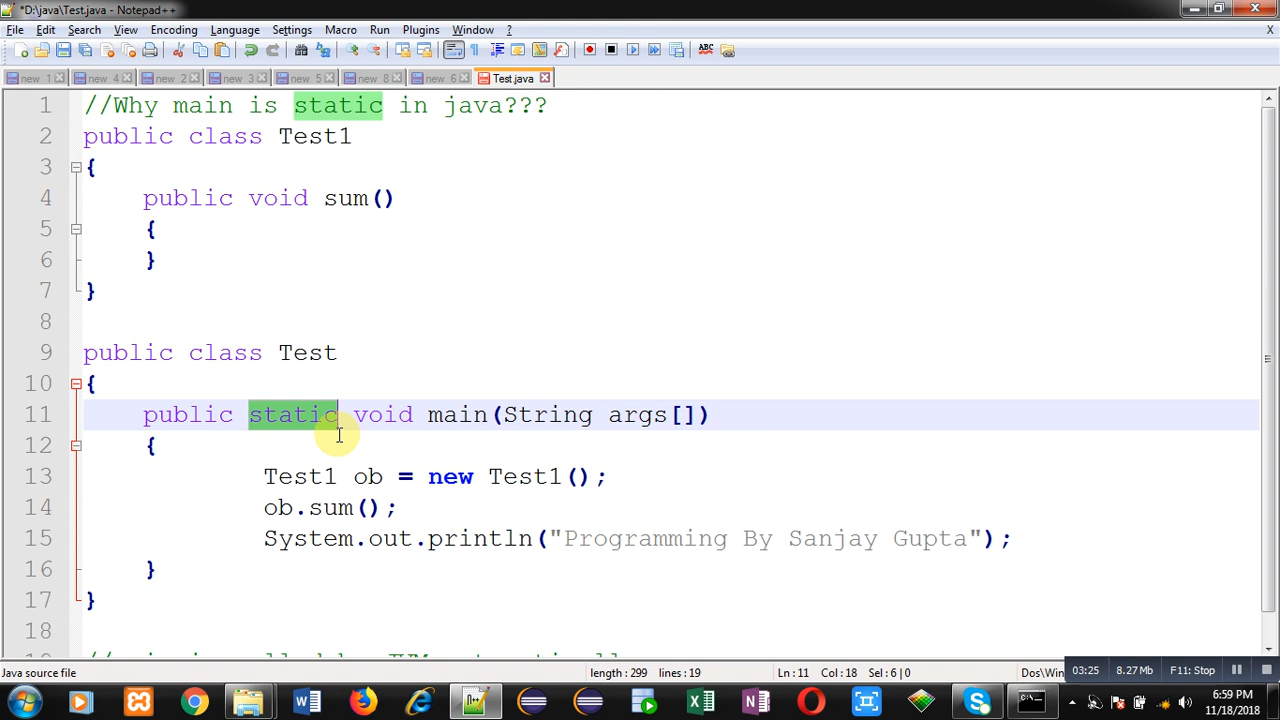 *D:\java\Test.java - Notepad++
File Edit Search View Encoding Language Settings Macro Run Plugins Window ? X
new 1 new 4 new 2 new 3 new 5 new 8 new 6 Test.java
1 //Why main is static in java???
2 public class Test1
3 {
4 public void sum()
5 {
6 }
7 }
8
9 public class Test
10 {
11 public static void main(String args[])
12 {
13 Test1 ob = new Test1();
14 ob.sum();
15 System.out.println("Programming By Sanjay Gupta");
16 }
17 }
18
Java source file length : 299 lines : 19 Ln : 11 Col : 18 Sel : 6 | 0 Dos\Win 03:25 8.27 Mb F11: Stop
6:59 PM
11/18/2018